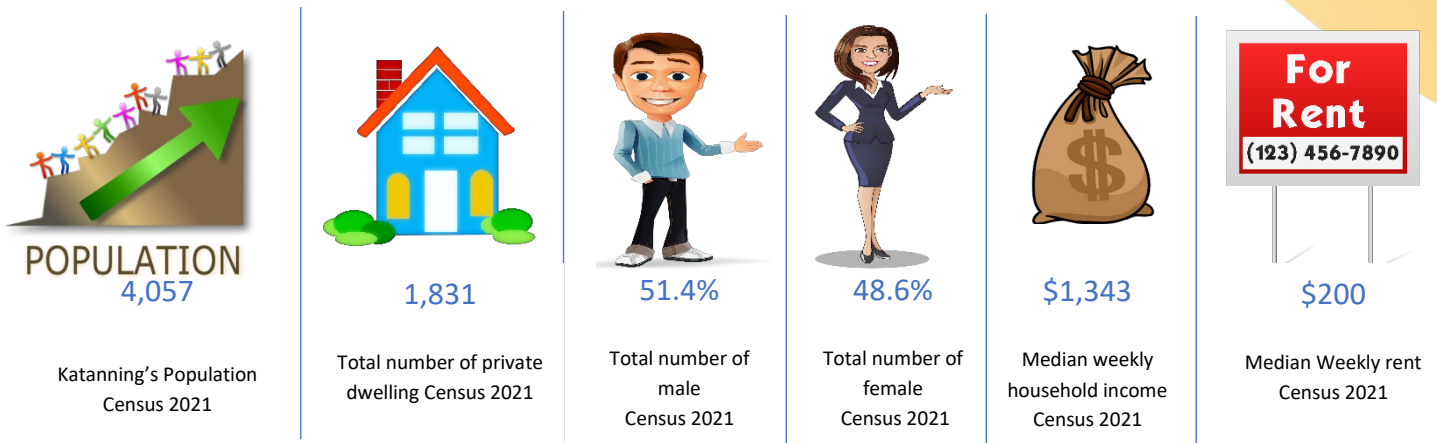 POPULATION
4,057
Katanning's Population
Census 2021
1,831
Total number of private
dwelling Census 2021
51.4%
Total number of
male
Census 2021
48.6%
Total number of
female
Census 2021
$
$1,343
Median weekly
household income
Census 2021
For
Rent
(123) 456-7890
$200
Median Weekly rent
Census 2021